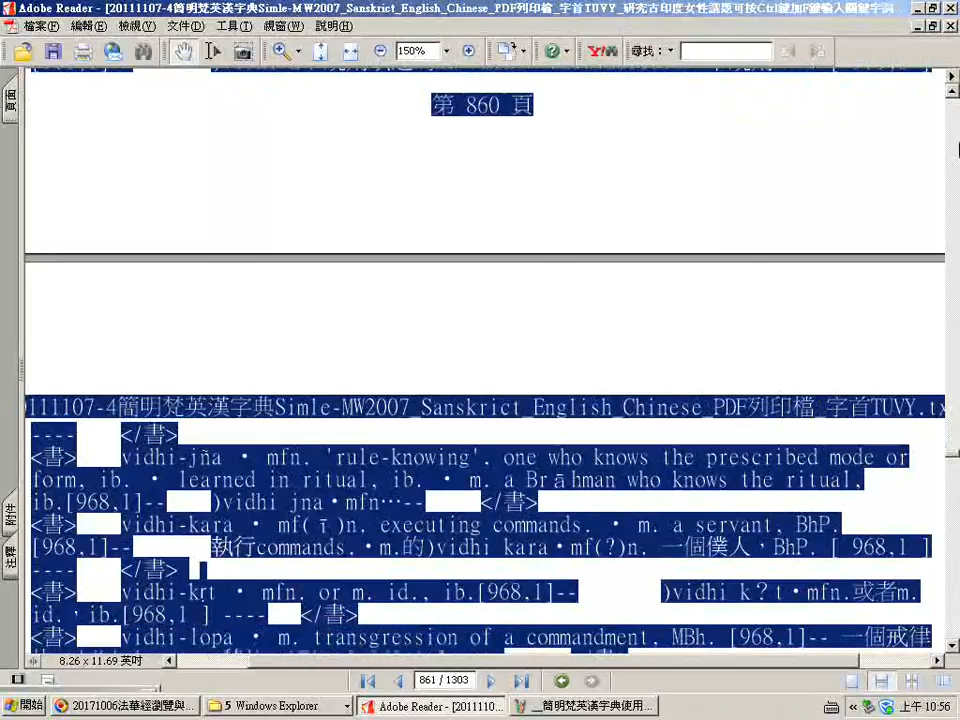 Adobe Reader - [20111107-4簡明梵英漢字典Simle-MW2007_Sanskrict_English_Chinese_PDF列印檔_字首TUVY_研究古印度女性議題可按Ctrl鍵加F鍵輸入關鍵字詞...
檔案(F) 編輯(E) 檢視(V) 文件(D) 工具(T) 視窗(W) 說明(H)
150% Y! 尋找:
頁面
第 860 頁
111107-4簡明梵英漢字典Simle-MW2007_Sanskrict_English_Chinese_PDF列印檔_字首TUVY.tx
---- </書>
<書> vidhi-jña • mfn. 'rule-knowing', one who knows the prescribed mode or
form, ib. • learned in ritual, ib. • m. a Brāhman who knows the ritual,
ib.[968,1]-- )vidhi jna•mfn…-- </書>
<書> vidhi-kara • mf(ī)n. executing commands. • m. a servant, BhP.
[968,1]-- 執行commands.•m.的)vidhi kara•mf(?)n. 一個僕人，BhP. [ 968,1 ]
---- </書>
<書> vidhi-kṛt • mfn. or m. id., ib.[968,1]-- )vidhi k?t•mfn.或者m.
id.，ib.[968,1 ] ---- </書>
<書> vidhi-lopa • m. transgression of a commandment, MBh. [968,1]-- 一個戒律
附件
注釋
8.26 x 11.69 英吋
861 / 1303
開始 20171006法華經瀏覽與... 5 Windows Explorer Adobe Reader - [2011110... __簡明梵英漢字典使用... 上午 10:56